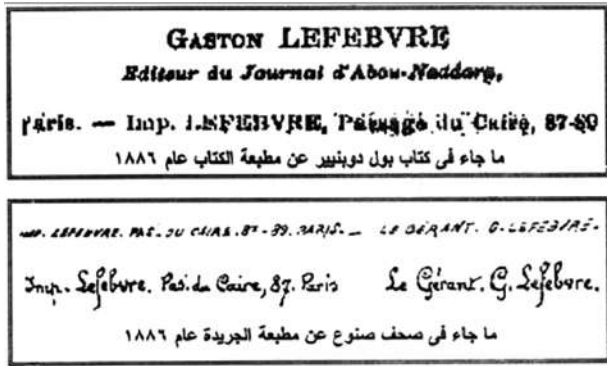 GASTON LEFEBVRE
Editeur du Journal d'Abou-Naddara,
Paris. — Imp. LEFEBVRE, Passage du Caire, 87-89
ما جاء فى كتاب بول دوبنيير عن مطبعة الكتاب عام ١٨٨٦
IMP. LEFEBVRE. PAS. DU CAIRE. 87-89. PARIS. — LE GÉRANT. G. LEFEBVRE.
Imp. Lefebvre. Pas. du Caire, 87. Paris Le Gérant. G. Lefebvre.
ما جاء فى صحف صنوع عن مطبعة الجريدة عام ١٨٨٦